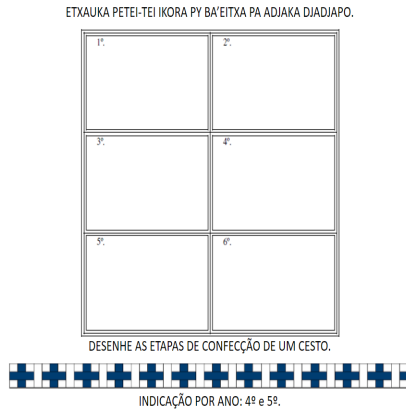 ETXAUKA PETEI-TEI IKORA PY BA'EITXA PA ADJAKA DJADJAPO.
1º. 2º.
3º. 4º.
5º. 6º.
DESENHE AS ETAPAS DE CONFECÇÃO DE UM CESTO.
INDICAÇÃO POR ANO: 4º e 5º.